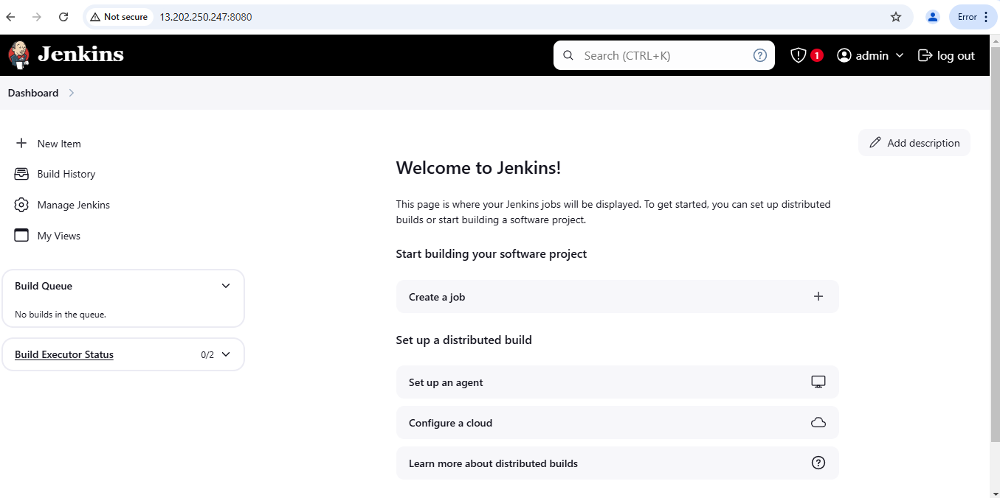 Not secure 13.202.250.247:8080 Error
Jenkins Search (CTRL+K) ? 1 admin log out
Dashboard
New Item
Build History
Manage Jenkins
My Views
Build Queue
No builds in the queue.
Build Executor Status 0/2
Add description
Welcome to Jenkins!
This page is where your Jenkins jobs will be displayed. To get started, you can set up distributed
builds or start building a software project.
Start building your software project
Create a job
Set up a distributed build
Set up an agent
Configure a cloud
Learn more about distributed builds ?